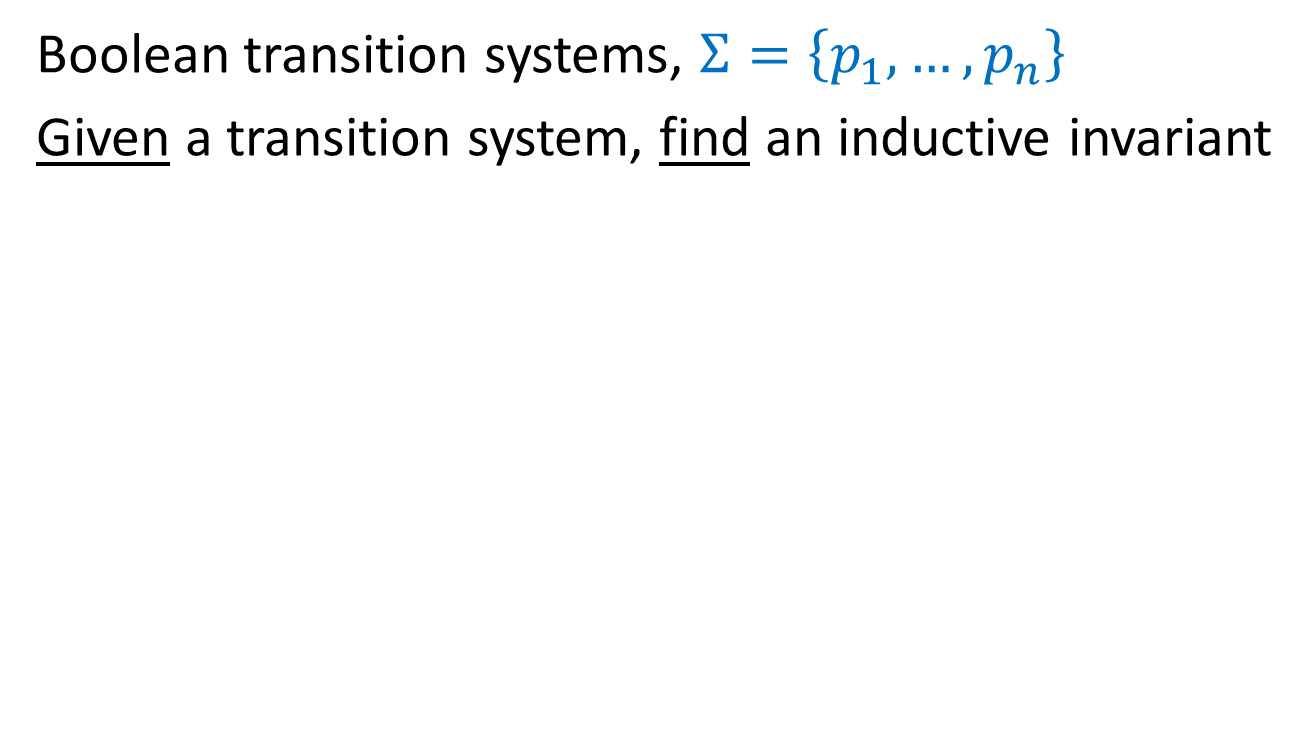 Boolean transition systems, Σ = {𝑝₁, … , 𝑝ₙ}
Given a transition system, find an inductive invariant